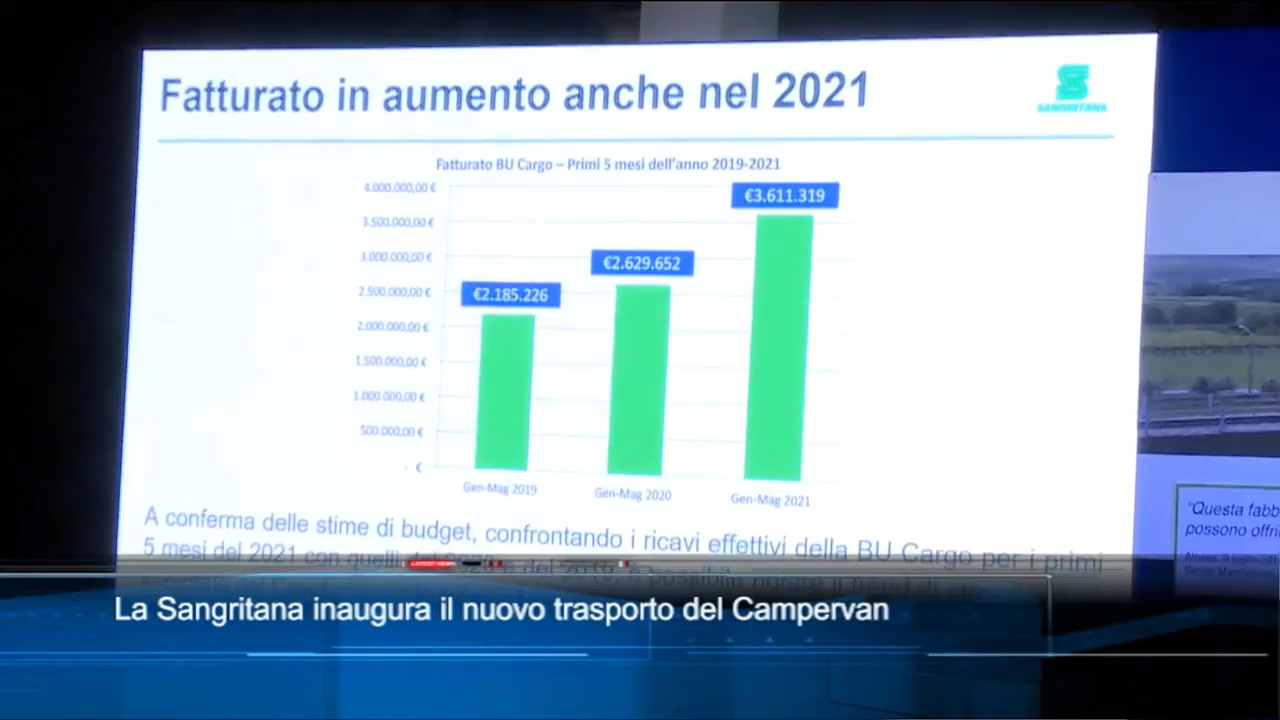 Fatturato in aumento anche nel 2021
SANGRITANA
Fatturato BU Cargo – Primi 5 mesi dell'anno 2019-2021
4.000.000,00 €
3.500.000,00 €
3.000.000,00 €
2.500.000,00 €
2.000.000,00 €
1.500.000,00 €
1.000.000,00 €
500.000,00 €
- €
€2.185.226
€2.629.652
€3.611.319
Gen-Mag 2019
Gen-Mag 2020
Gen-Mag 2021
A conferma delle stime di budget, confrontando i ricavi effettivi della BU Cargo per i primi
5 mesi del 2021 con quelli
"Questa fabb
possono offri
LATEST NEWS
La Sangritana inaugura il nuovo trasporto del Campervan